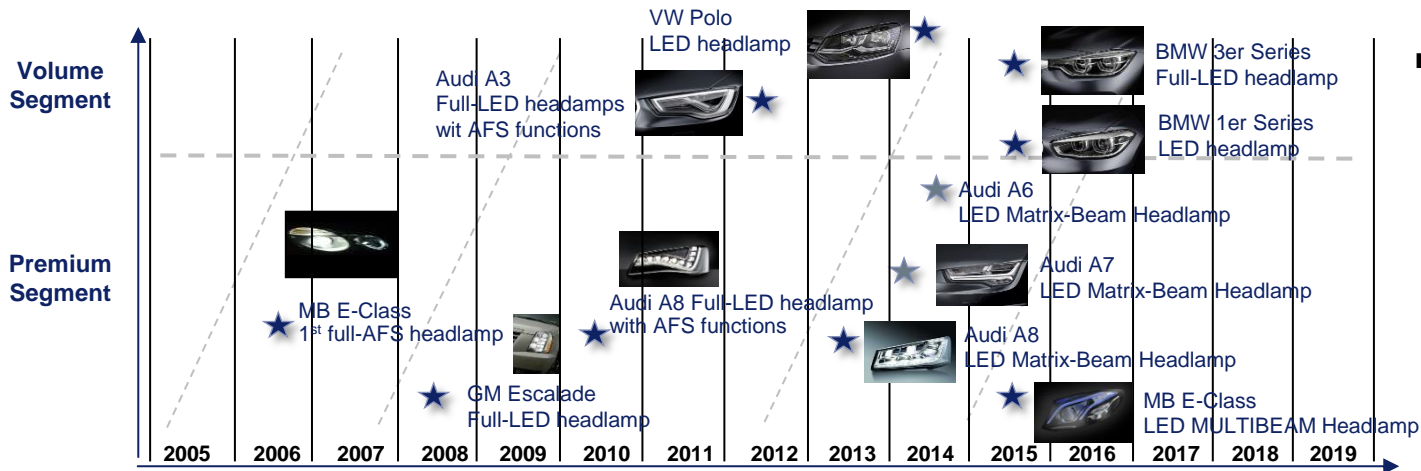 VW Polo
LED headlamp
BMW 3er Series
Full-LED headlamp
Volume
Segment
Audi A3
Full-LED headamps
wit AFS functions
BMW 1er Series
LED headlamp
Audi A6
LED Matrix-Beam Headlamp
Premium
Segment
Audi A7
LED Matrix-Beam Headlamp
MB E-Class
1st full-AFS headlamp
Audi A8 Full-LED headlamp
with AFS functions
Audi A8
LED Matrix-Beam Headlamp
GM Escalade
Full-LED headlamp
MB E-Class
LED MULTIBEAM Headlamp
2005 2006 2007 2008 2009 2010 2011 2012 2013 2014 2015 2016 2017 2018 2019